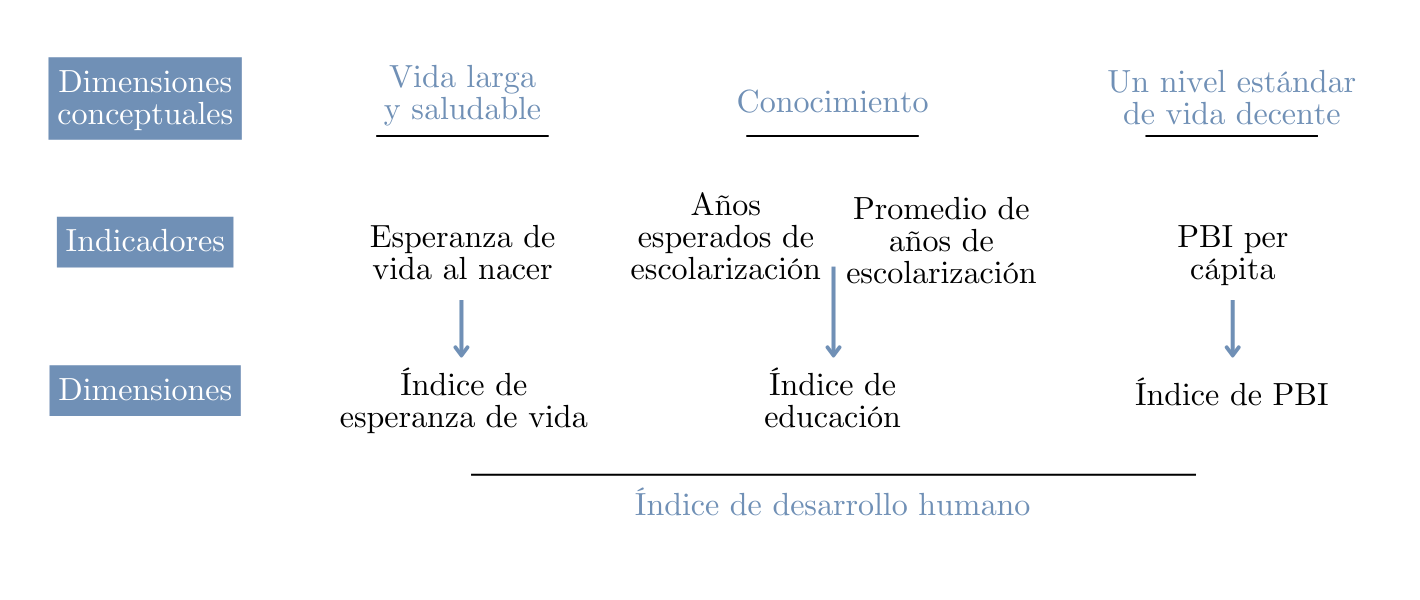 Dimensiones
conceptuales
Vida larga
y saludable
Conocimiento
Un nivel estándar
de vida decente
Indicadores
Esperanza de
vida al nacer
Años
esperados de
escolarización
Promedio de
años de
escolarización
PBI per
cápita
Dimensiones
Índice de
esperanza de vida
Índice de
educación
Índice de PBI
Índice de desarrollo humano